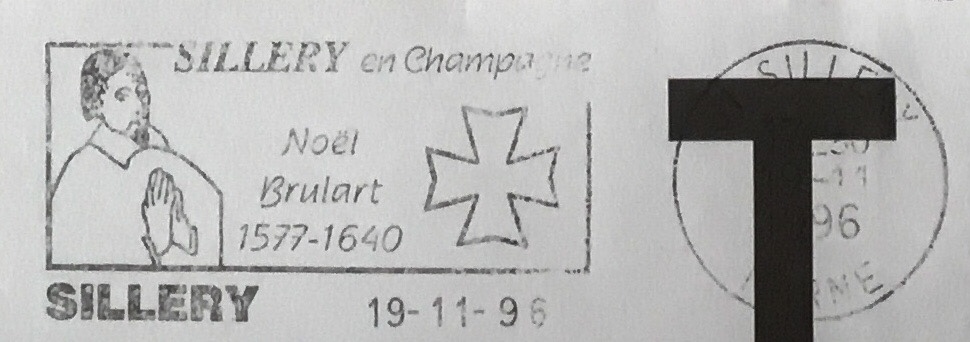 SILLERY en Champagne
Noël
Brulart
1577-1640
SILLERY
19-11-96
T
96